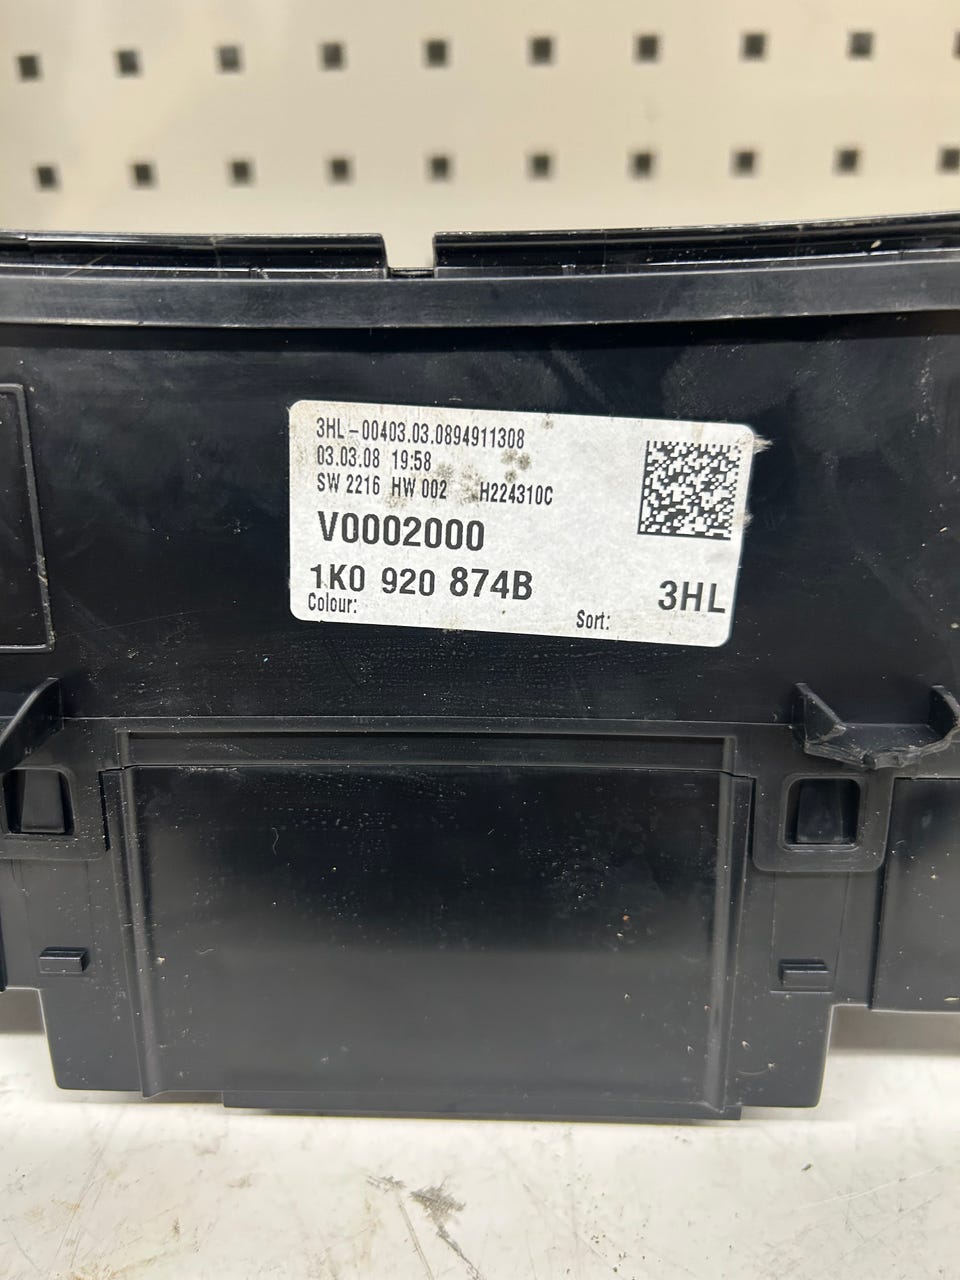 3HL-00403.03.0894911308
03.03.08 19:58
SW 2216 HW 002 H224310C
V0002000
1K0 920 874B 3HL
Colour: Sort: